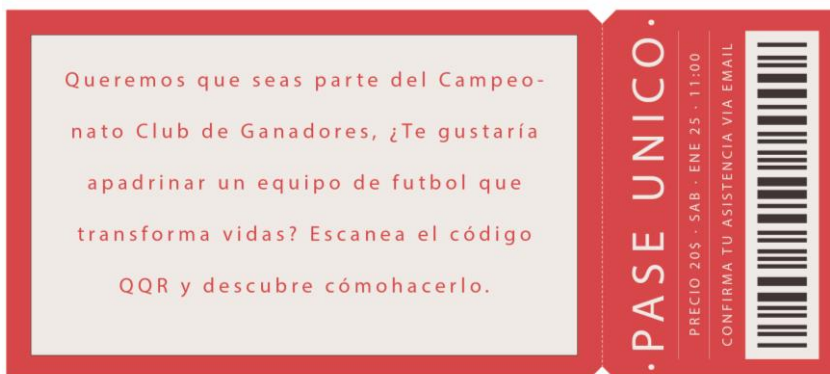 Queremos que seas parte del Campeo-
nato Club de Ganadores, ¿Te gustaría
apadrinar un equipo de futbol que
transforma vidas? Escanea el código
QQR y descubre cómohacerlo.
· PASE UNICO ·
PRECIO 20$ · SAB · ENE 25 · 11:00
CONFIRMA TU ASISTENCIA VIA EMAIL